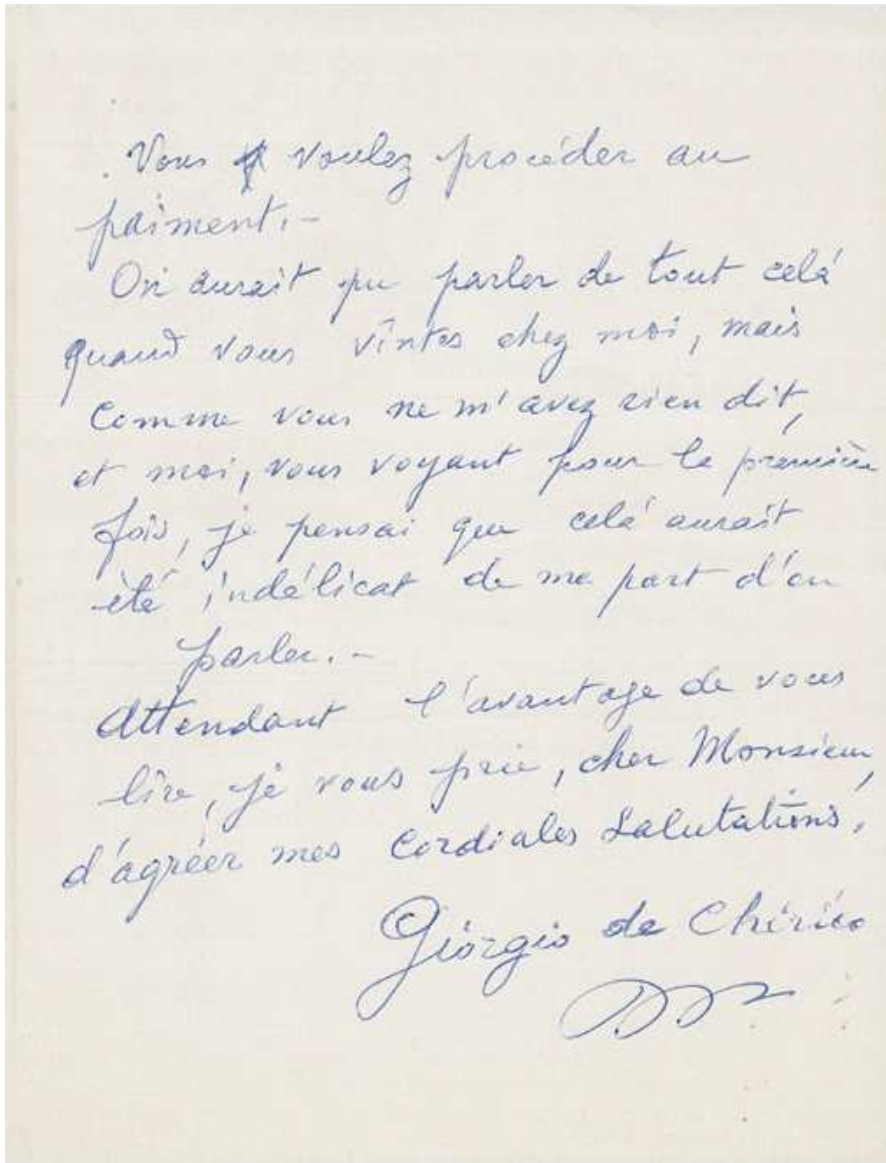 Vous voulez procéder au
païment.-
On aurait pu parler de tout celà
quand vous vîntes chez moi, mais
comme vous ne m'avez rien dit,
et moi, vous voyant pour la première
fois, je pensai que celà aurait
été indélicat de me part d'en
parler.-
Attendant l'avantage de vous
lire, je vous prie, cher Monsieur,
d'agréer mes cordiales salutations.
Giorgio de Chirico